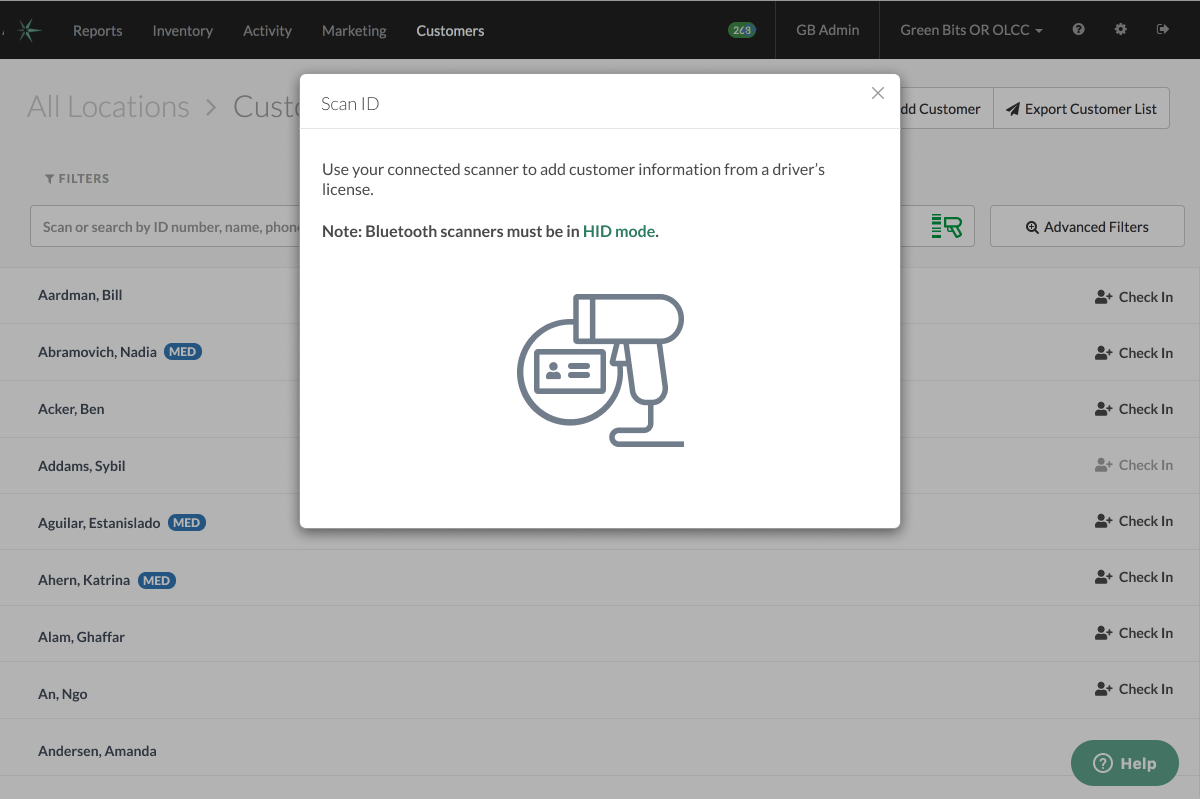 Reports Inventory Activity Marketing Customers 268 GB Admin Green Bits OR OLCC
Scan ID
All Locations > Custo
dd Customer Export Customer List
Use your connected scanner to add customer information from a driver’s
license.
FILTERS
Scan or search by ID number, name, phon
Note: Bluetooth scanners must be in HID mode.
Advanced Filters
Aardman, Bill Check In
Abramovich, Nadia MED Check In
Acker, Ben Check In
Addams, Sybil Check In
Aguilar, Estanislado MED Check In
Ahern, Katrina MED Check In
Alam, Ghaffar Check In
An, Ngo Check In
Andersen, Amanda
Help